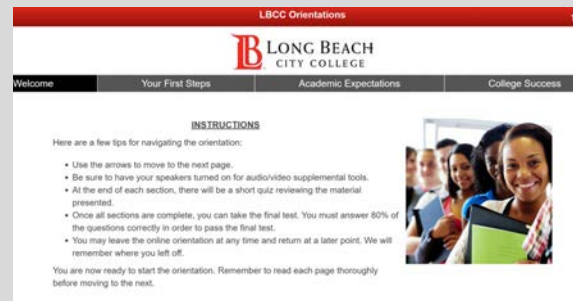 LBCC Orientations
LONG BEACH
CITY COLLEGE
Welcome
Your First Steps
Academic Expectations
College Success
INSTRUCTIONS
Here are a few tips for navigating the orientation:
• Use the arrows to move to the next page.
• Be sure to have your speakers turned on for audio/video supplemental tools.
• At the end of each section, there will be a short quiz reviewing the material
presented.
• Once all sections are complete, you can take the final test. You must answer 80% of
the questions correctly in order to pass the final test.
• You may leave the online orientation at any time and return at a later point. We will
remember where you left off.
You are now ready to start the orientation. Remember to read each page thoroughly
before moving to the next.